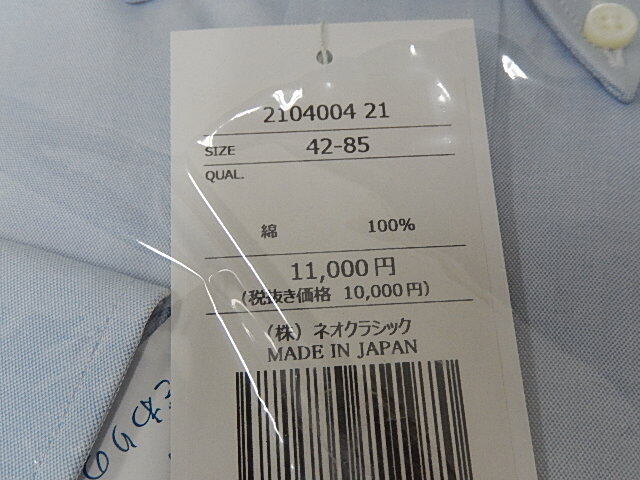 2104004 21
SIZE 42-85
QUAL.
綿 100%
11,000円
(税抜き価格 10,000円)
(株) ネオクラシック
MADE IN JAPAN